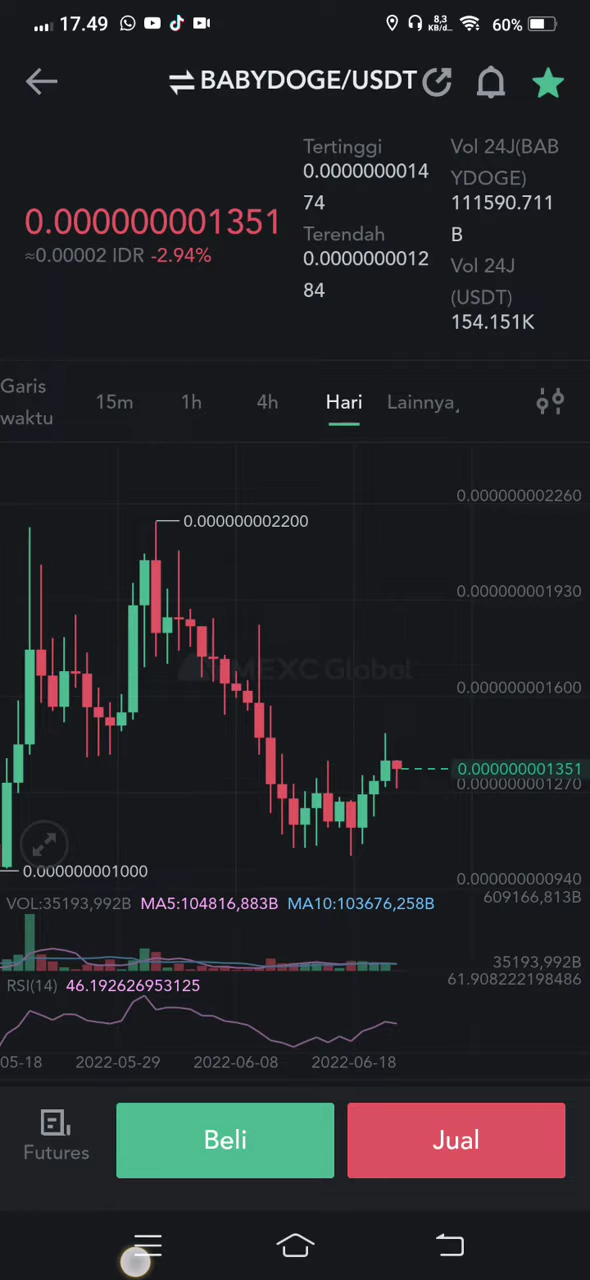 17.49
8,3
KB/d...
60%
BABYDOGE/USDT
0.000000001351
≈0.00002 IDR -2.94%
Tertinggi
0.0000000014
74
Terendah
0.0000000012
84
Vol 24J(BAB
YDOGE)
111590.711
B
Vol 24J
(USDT)
154.151K
Garis
waktu
15m
1h
4h
Hari
Lainnya
0.000000002260
0.000000002200
0.000000001930
MEXC Global
0.000000001600
0.000000001351
0.000000001270
0.000000001000
0.000000000940
VOL:35193,992B MA5:104816,883B MA10:103676,258B
609166,813B
35193,992B
RSI(14) 46.192626953125
61.908222198486
05-18 2022-05-29 2022-06-08 2022-06-18
Futures
Beli
Jual